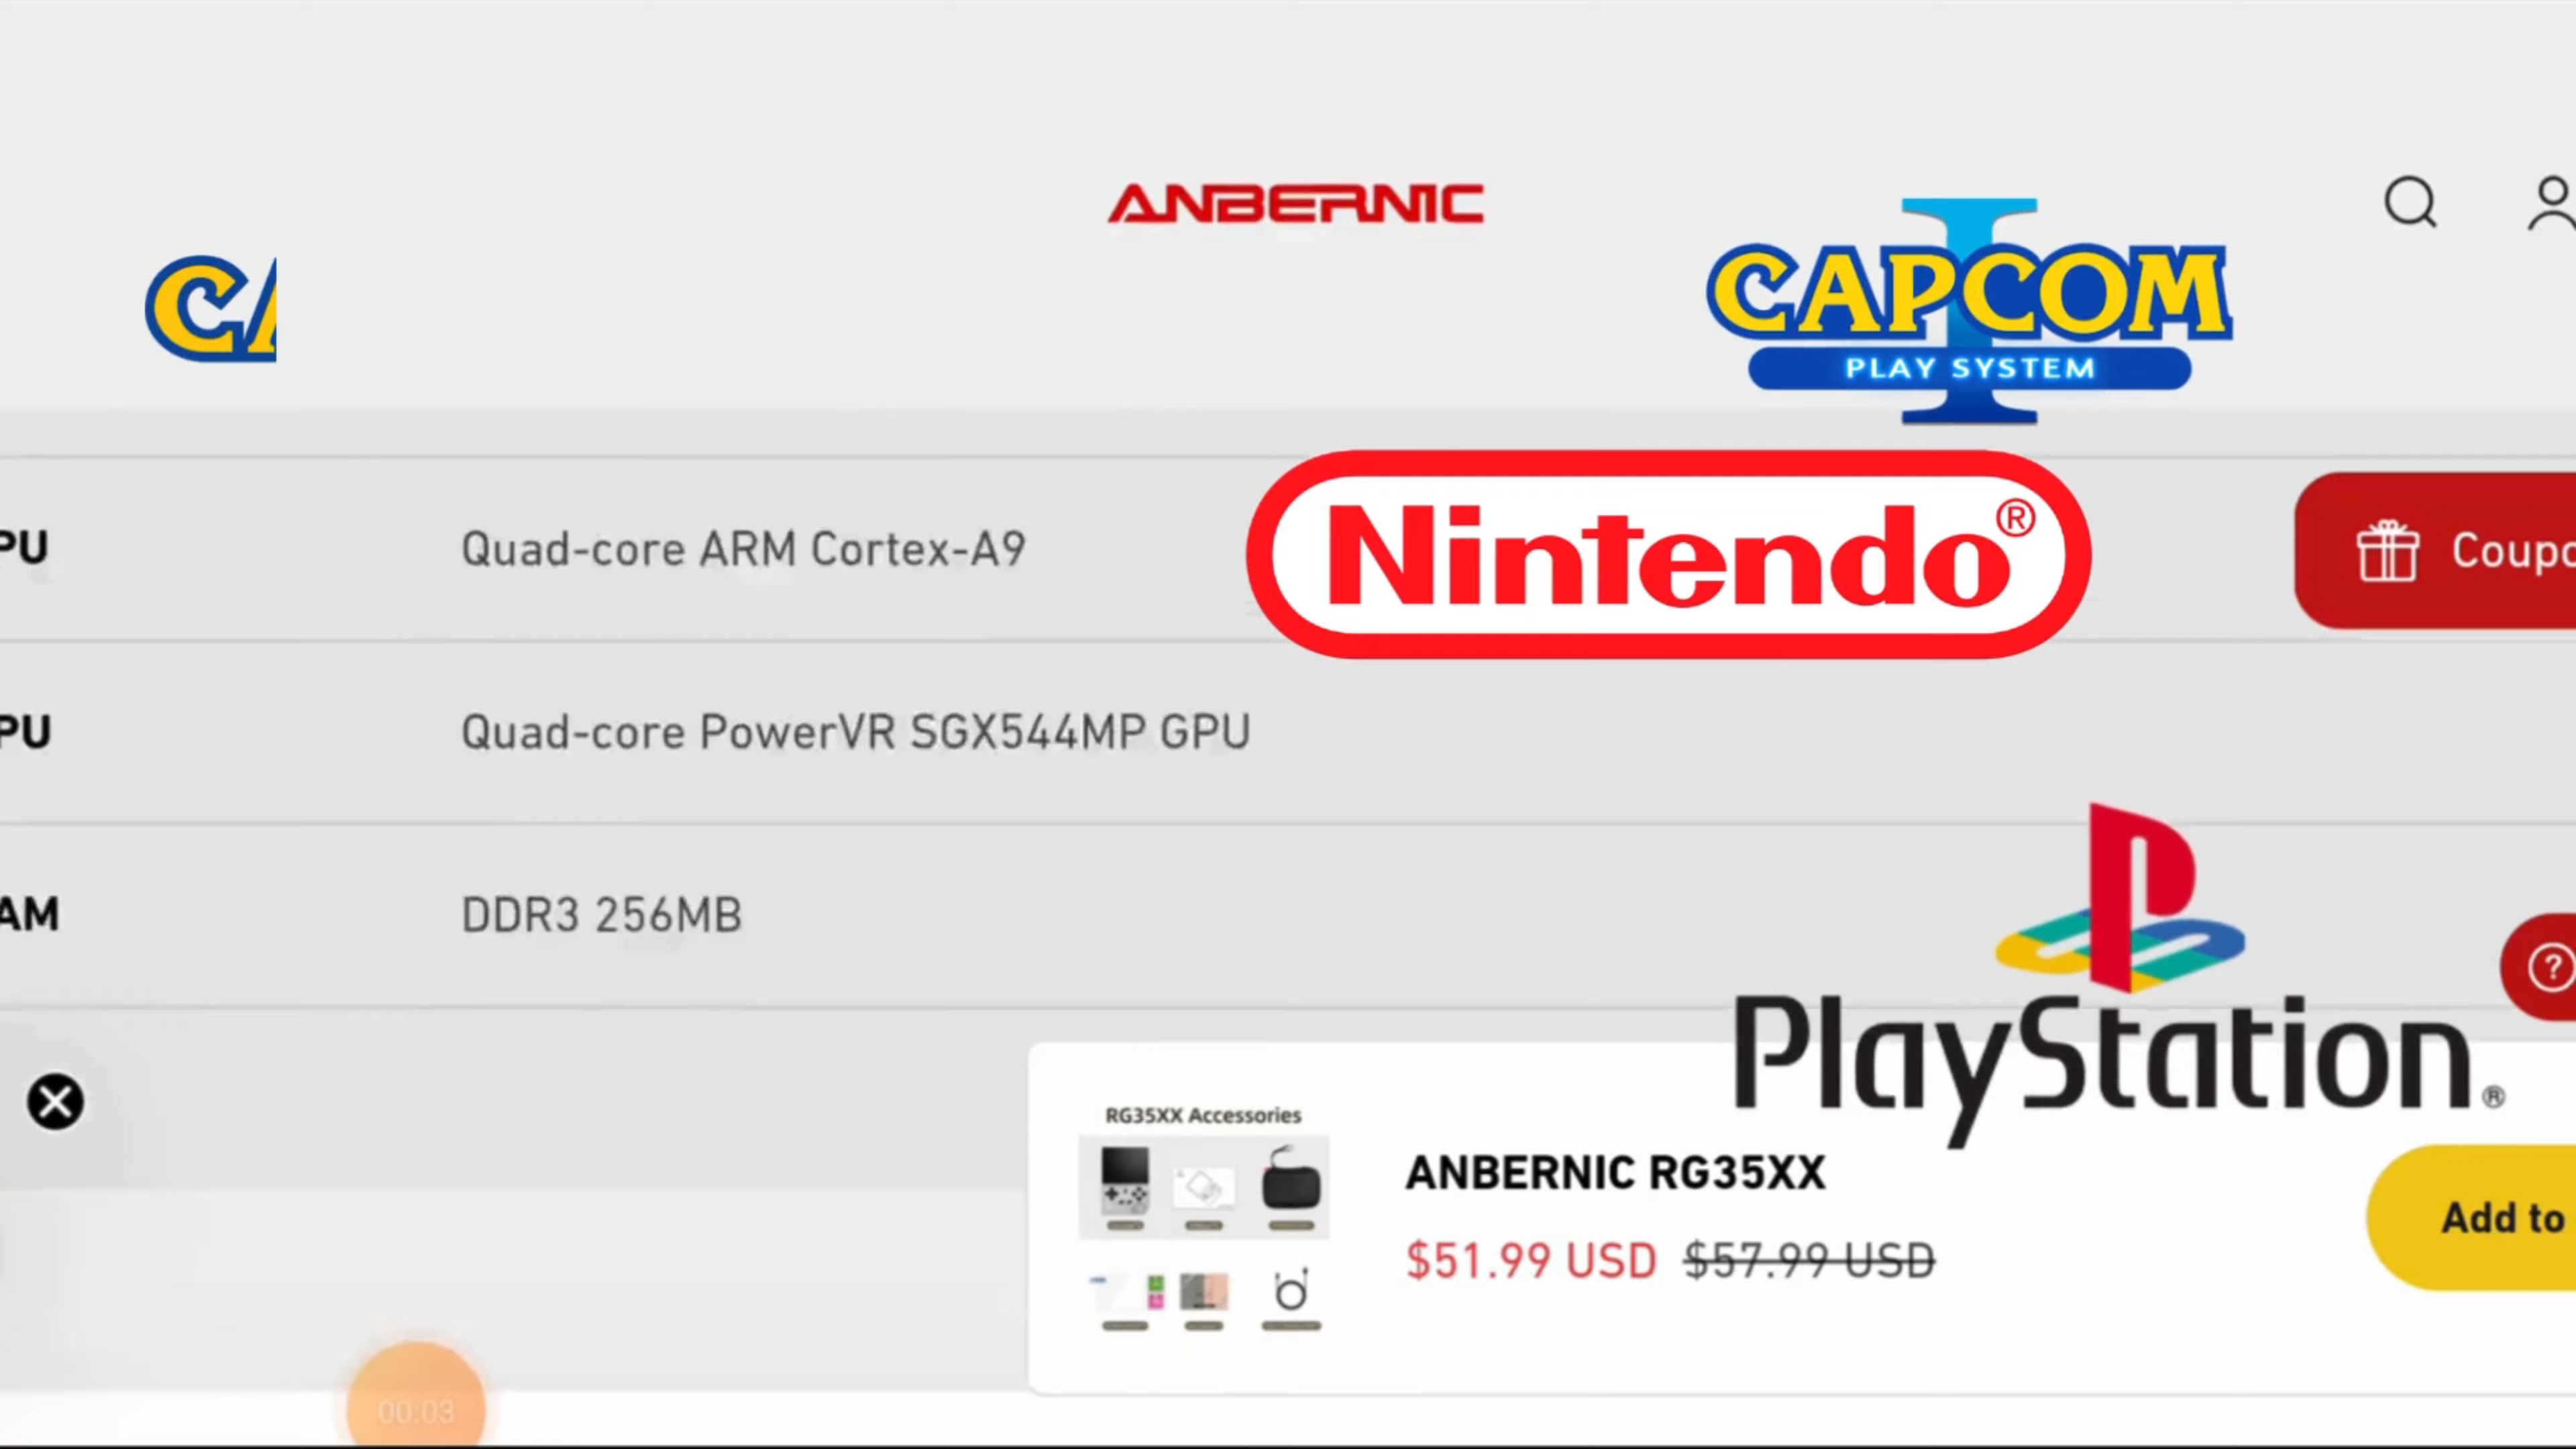 ANBERNIC
CA
CAPCOM
I
PLAY SYSTEM
PU
Quad-core ARM Cortex-A9
Nintendo®
Coupo
PU
Quad-core PowerVR SGX544MP GPU
AM
DDR3 256MB
PlayStation®
?
RG35XX Accessories
ANBERNIC RG35XX
$51.99 USD $57.99 USD
Add to
00:03